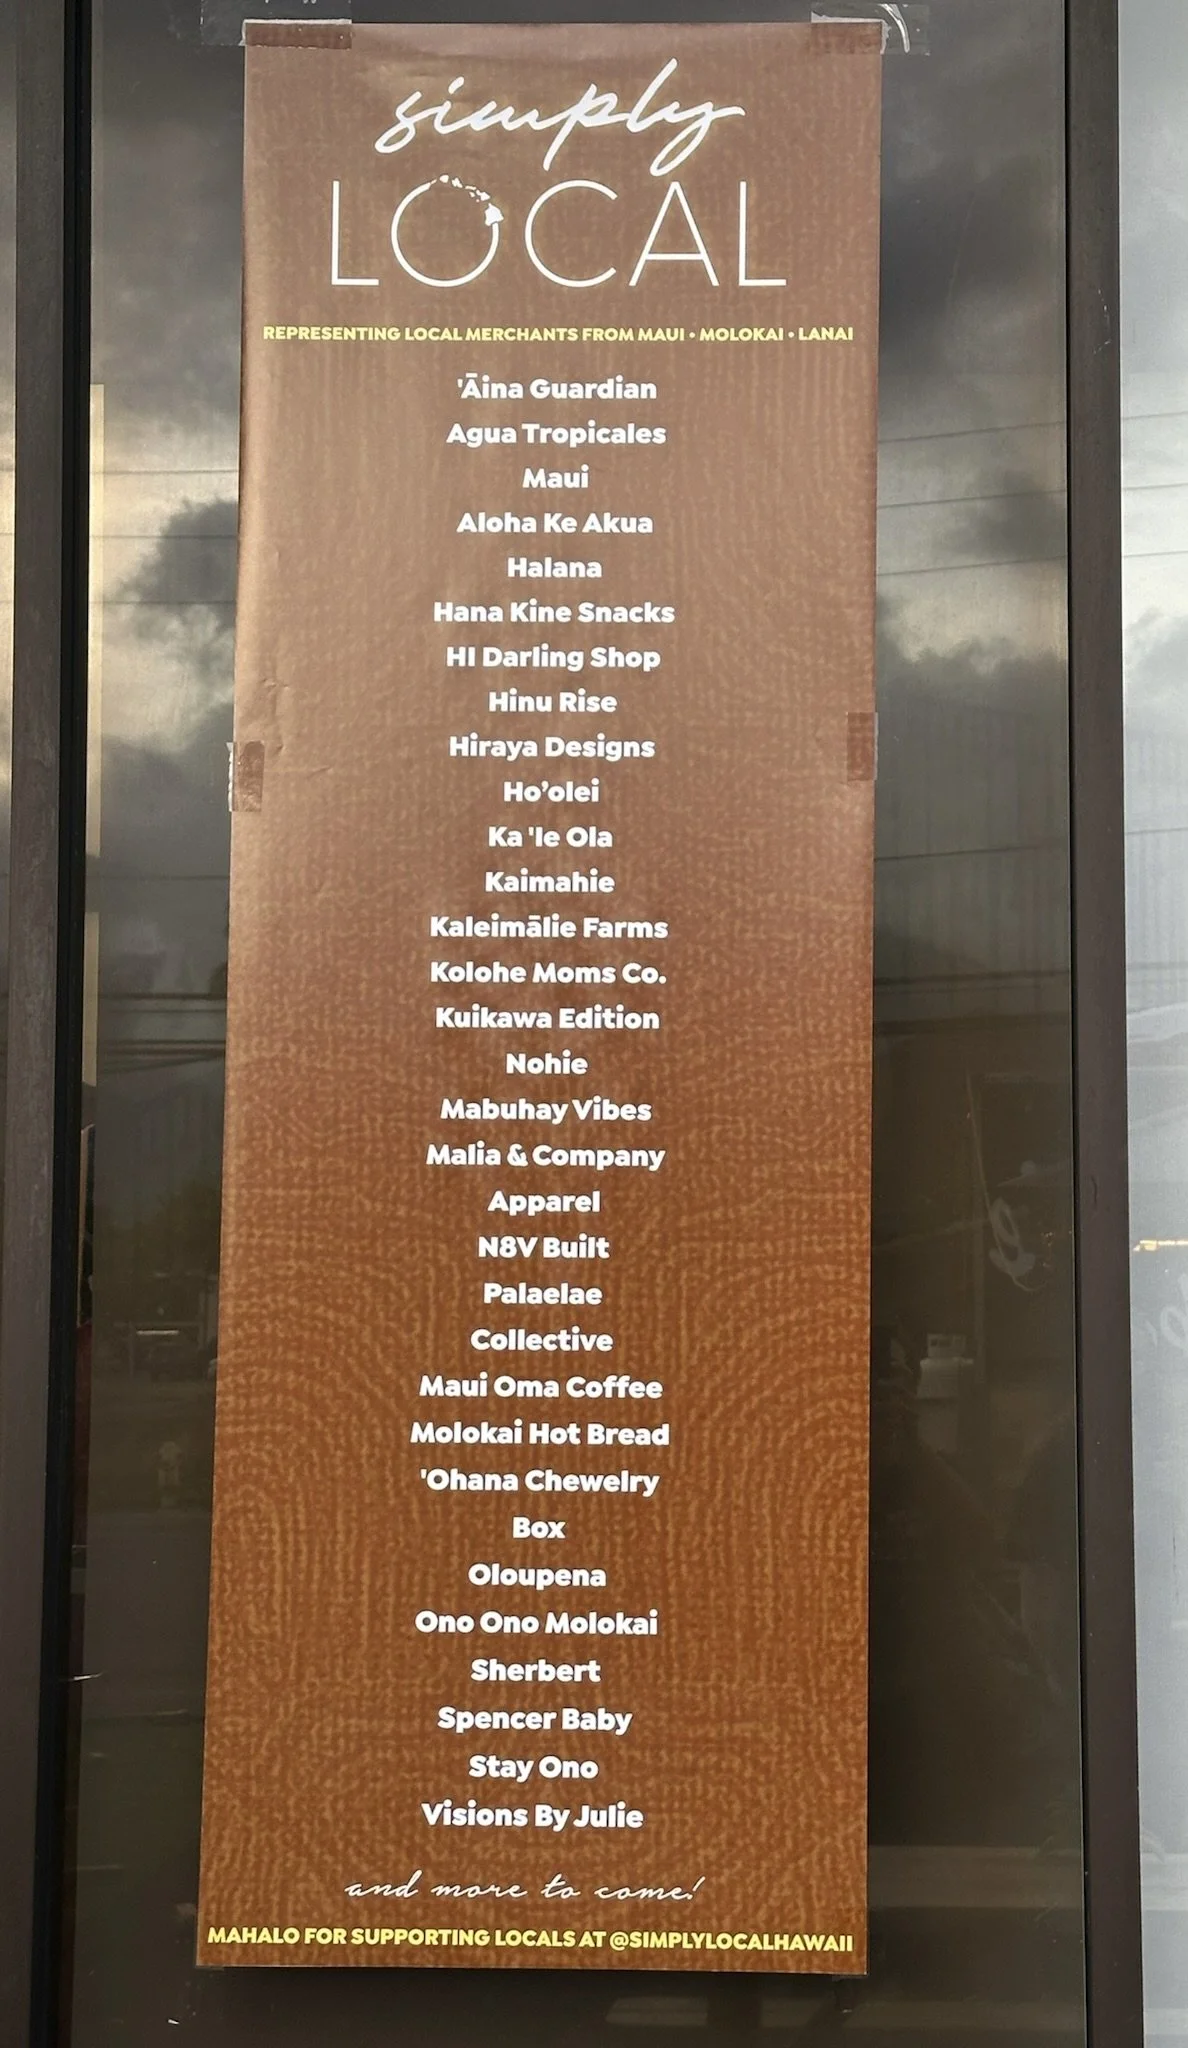 simply
LOCAL
REPRESENTING LOCAL MERCHANTS FROM MAUI • MOLOKAI • LANAI
'Āina Guardian
Agua Tropicales
Maui
Aloha Ke Akua
Halana
Hana Kine Snacks
HI Darling Shop
Hinu Rise
Hiraya Designs
Ho’olei
Ka 'Ie Ola
Kaimahie
Kaleimālie Farms
Kolohe Moms Co.
Kuikawa Edition
Nohie
Mabuhay Vibes
Malia & Company
Apparel
N8V Built
Palaelae
Collective
Maui Oma Coffee
Molokai Hot Bread
'Ohana Chewelry
Box
Oloupena
Ono Ono Molokai
Sherbert
Spencer Baby
Stay Ono
Visions By Julie
and more to come!
MAHALO FOR SUPPORTING LOCALS AT @SIMPLYLOCALHAWAII